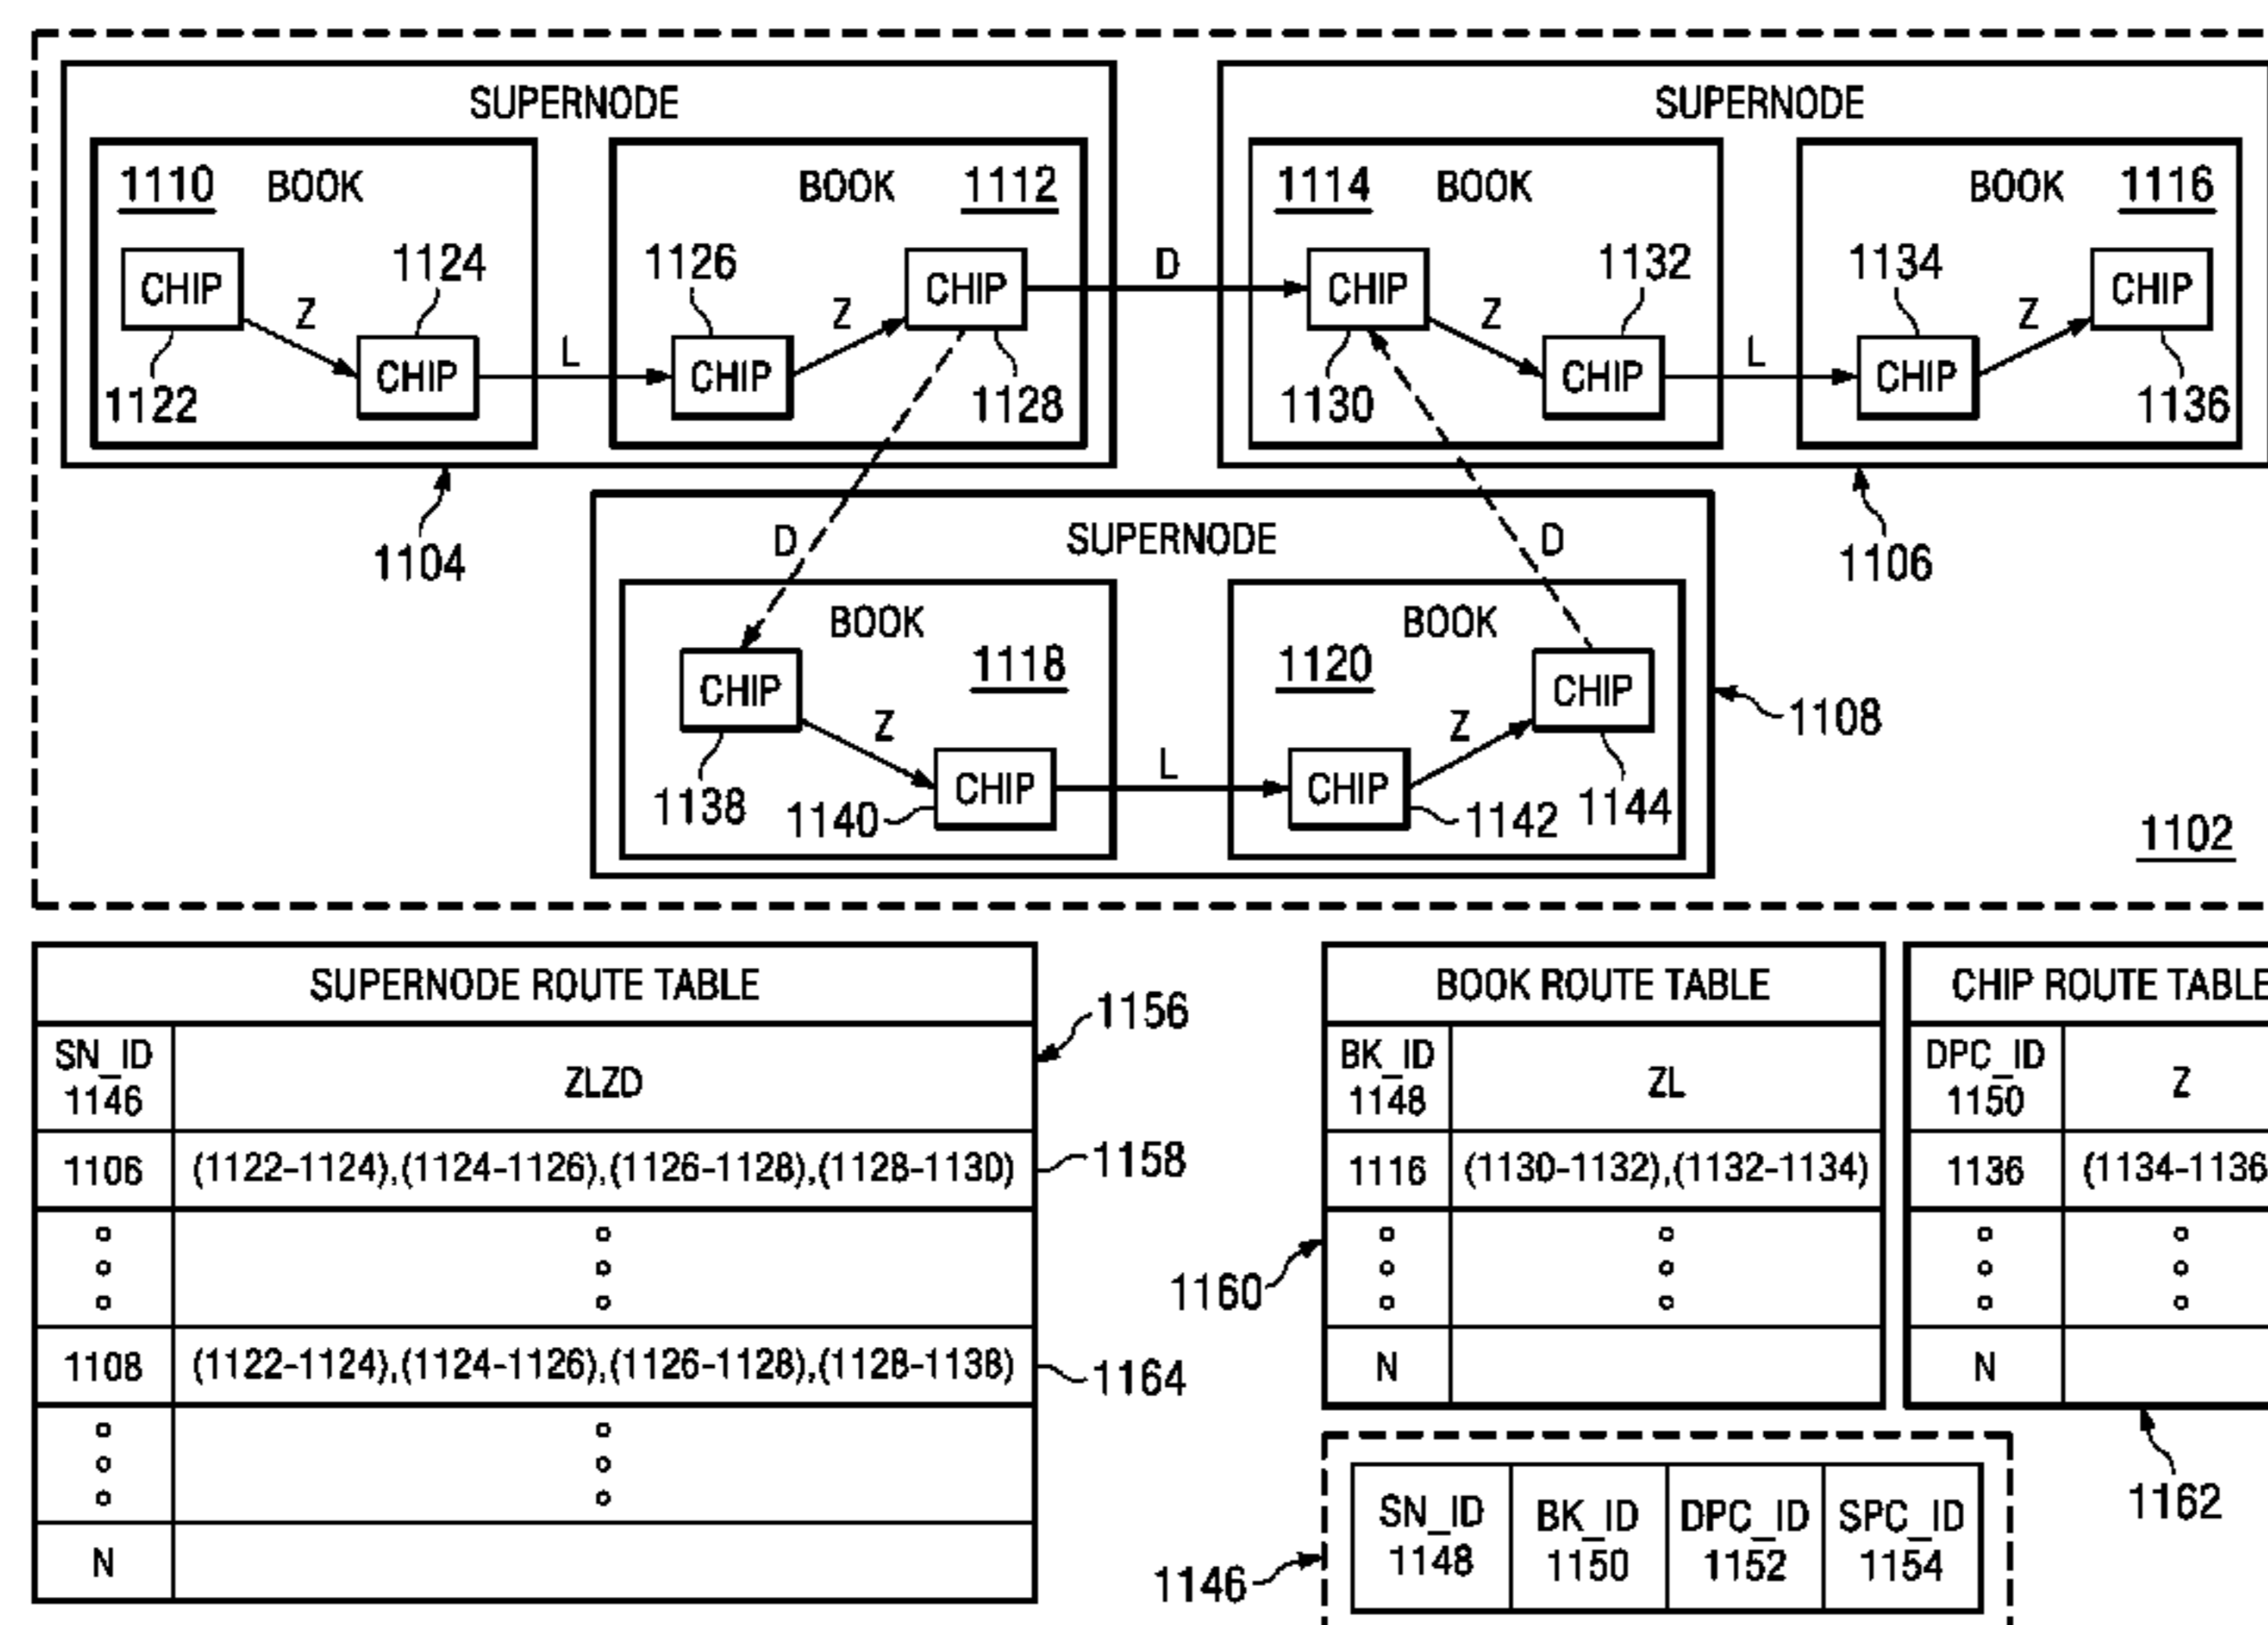 SUPERNODE
SUPERNODE
1110 BOOK
BOOK 1112
1114 BOOK
BOOK 1116
1124
1126
D
1132
1134
CHIP
Z
Z
CHIP
CHIP
Z
Z
CHIP
CHIP
L
CHIP
CHIP
L
CHIP
1122
1128
1130
1136
1104
D
SUPERNODE
D
1106
BOOK
BOOK
1118
1120
CHIP
CHIP
1108
Z
Z
L
CHIP
CHIP
1138
1140
1142
1144
1102
SUPERNODE ROUTE TABLE
1156
SN_ID
1146
ZLZD
1106 (1122-1124),(1124-1126),(1126-1128),(1128-1130) 1158
1108 (1122-1124),(1124-1126),(1126-1128),(1128-1138) 1164
N
BOOK ROUTE TABLE
BK_ID
1148
ZL
1116 (1130-1132),(1132-1134)
1160
N
CHIP ROUTE TABLE
DPC_ID
1150
Z
1136 (1134-1136
N
1162
SN_ID
1148
BK_ID
1150
DPC_ID
1152
SPC_ID
1154
1146